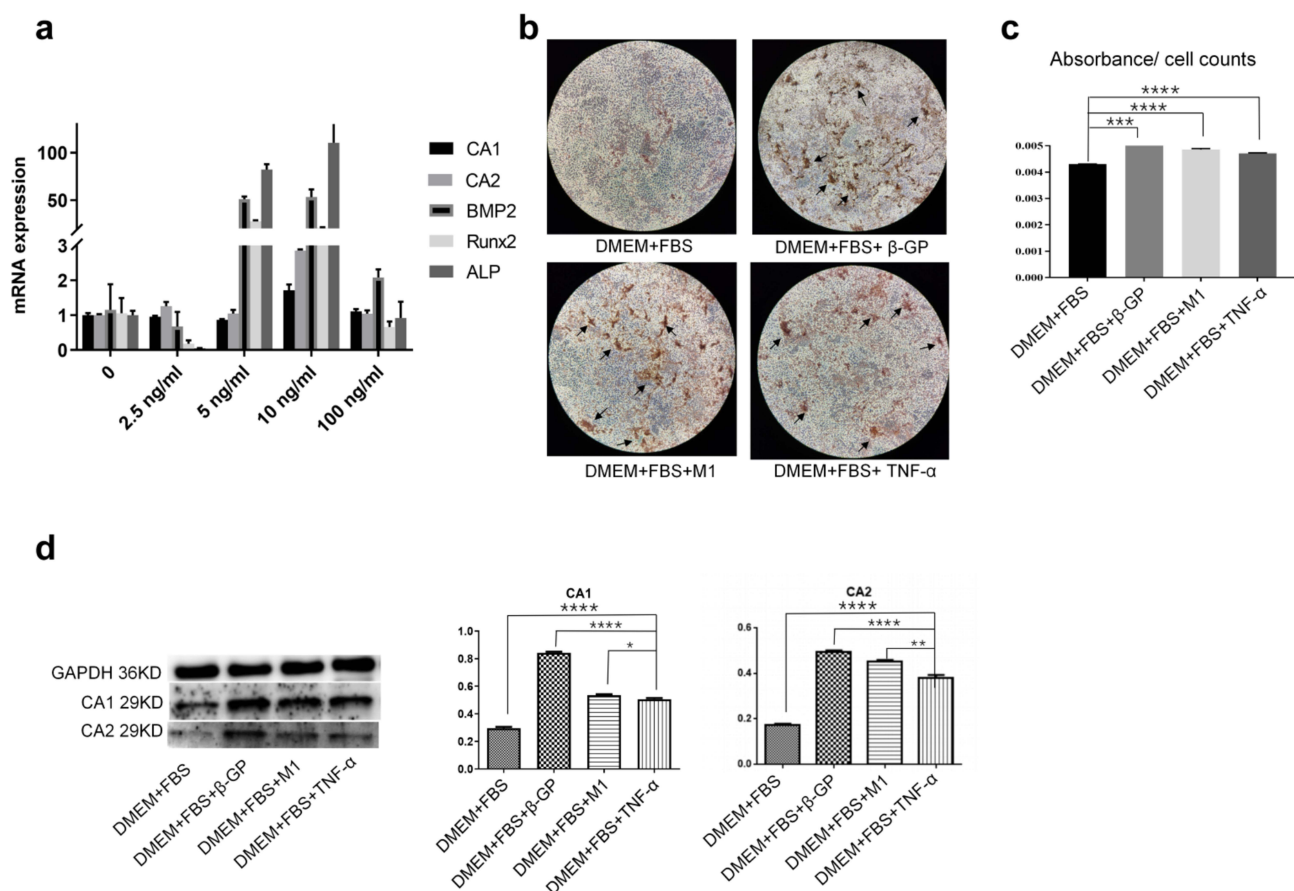 a
mRNA expression
100
50
3
2
1
0
0
2.5 ng/ml
5 ng/ml
10 ng/ml
100 ng/ml
CA1
CA2
BMP2
Runx2
ALP
b
DMEM+FBS
DMEM+FBS+ β-GP
DMEM+FBS+M1
DMEM+FBS+ TNF-α
c
Absorbance/ cell counts
****
****
***
0.005
0.004
0.003
0.002
0.001
0.000
DMEM+FBS
DMEM+FBS+β-GP
DMEM+FBS+M1
DMEM+FBS+TNF-α
d
GAPDH 36KD
CA1 29KD
CA2 29KD
DMEM+FBS
DMEM+FBS+β-GP
DMEM+FBS+M1
DMEM+FBS+TNF-α
CA1
****
****
*
1.0
0.8
0.6
0.4
0.2
0.0
DMEM+FBS
DMEM+FBS+β-GP
DMEM+FBS+M1
DMEM+FBS+TNF-α
CA2
****
****
**
0.6
0.4
0.2
0.0
DMEM+FBS
DMEM+FBS+β-GP
DMEM+FBS+M1
DMEM+FBS+TNF-α